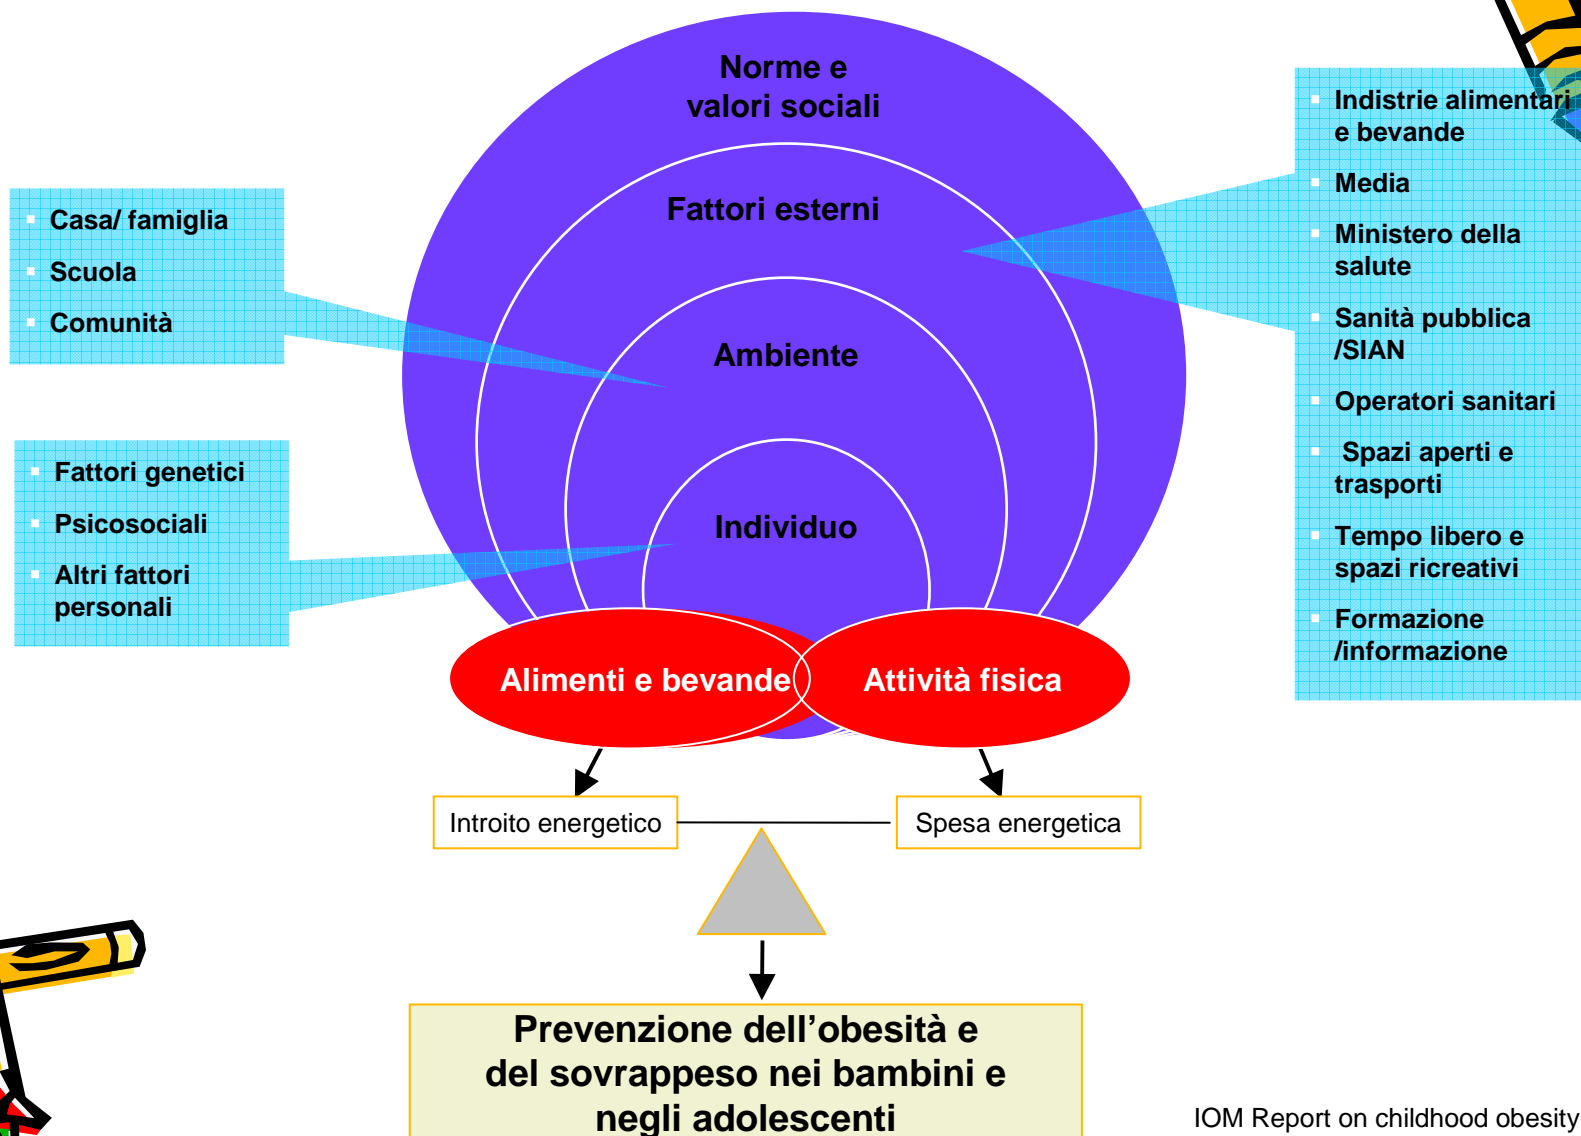 Norme e
valori sociali
Fattori esterni
Ambiente
Individuo
Casa/ famiglia
Scuola
Comunità
Fattori genetici
Psicosociali
Altri fattori
personali
Indistrie alimentari
e bevande
Media
Ministero della
salute
Sanità pubblica
/SIAN
Operatori sanitari
Spazi aperti e
trasporti
Tempo libero e
spazi ricreativi
Formazione
/informazione
Alimenti e bevande
Attività fisica
Introito energetico
Spesa energetica
Prevenzione dell’obesità e
del sovrappeso nei bambini e
negli adolescenti
IOM Report on childhood obesity